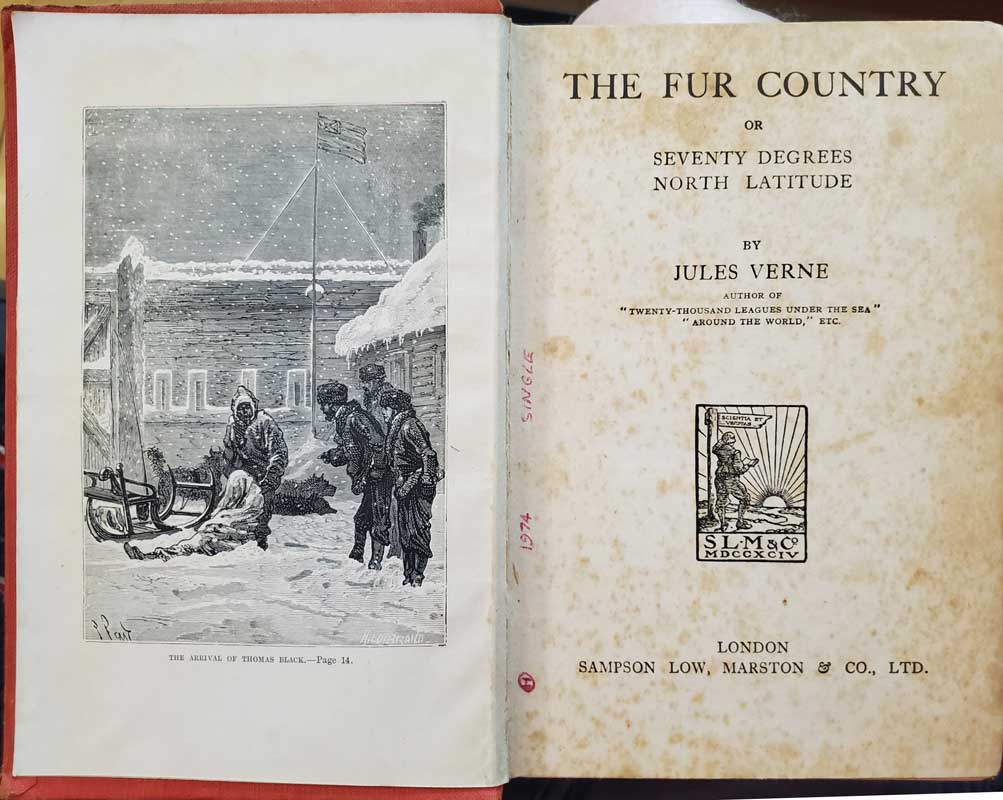 THE ARRIVAL OF THOMAS BLACK.—Page 14.
1974 SINGLE
H
THE FUR COUNTRY
OR
SEVENTY DEGREES
NORTH LATITUDE
BY
JULES VERNE
AUTHOR OF
"TWENTY-THOUSAND LEAGUES UNDER THE SEA"
"AROUND THE WORLD," ETC.
SCIENTIA ET
VERITAS
S L·M & Co
MDCCXCIV
LONDON
SAMPSON LOW, MARSTON & CO., LTD.